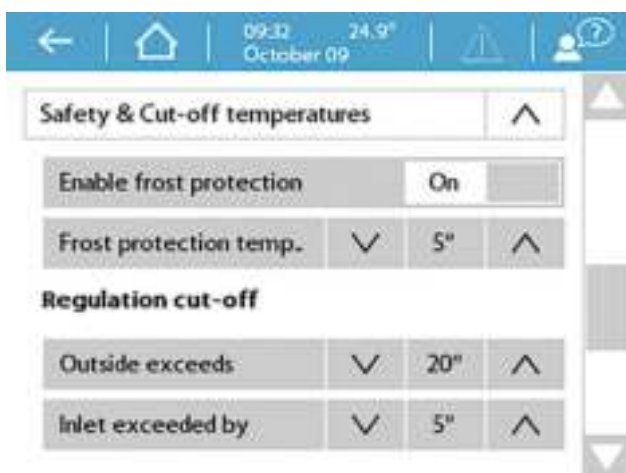 09:32 24.9°
October 09
?
Safety & Cut-off temperatures
Enable frost protection On
Frost protection temp. 5°
Regulation cut-off
Outside exceeds 20°
Inlet exceeded by 5°